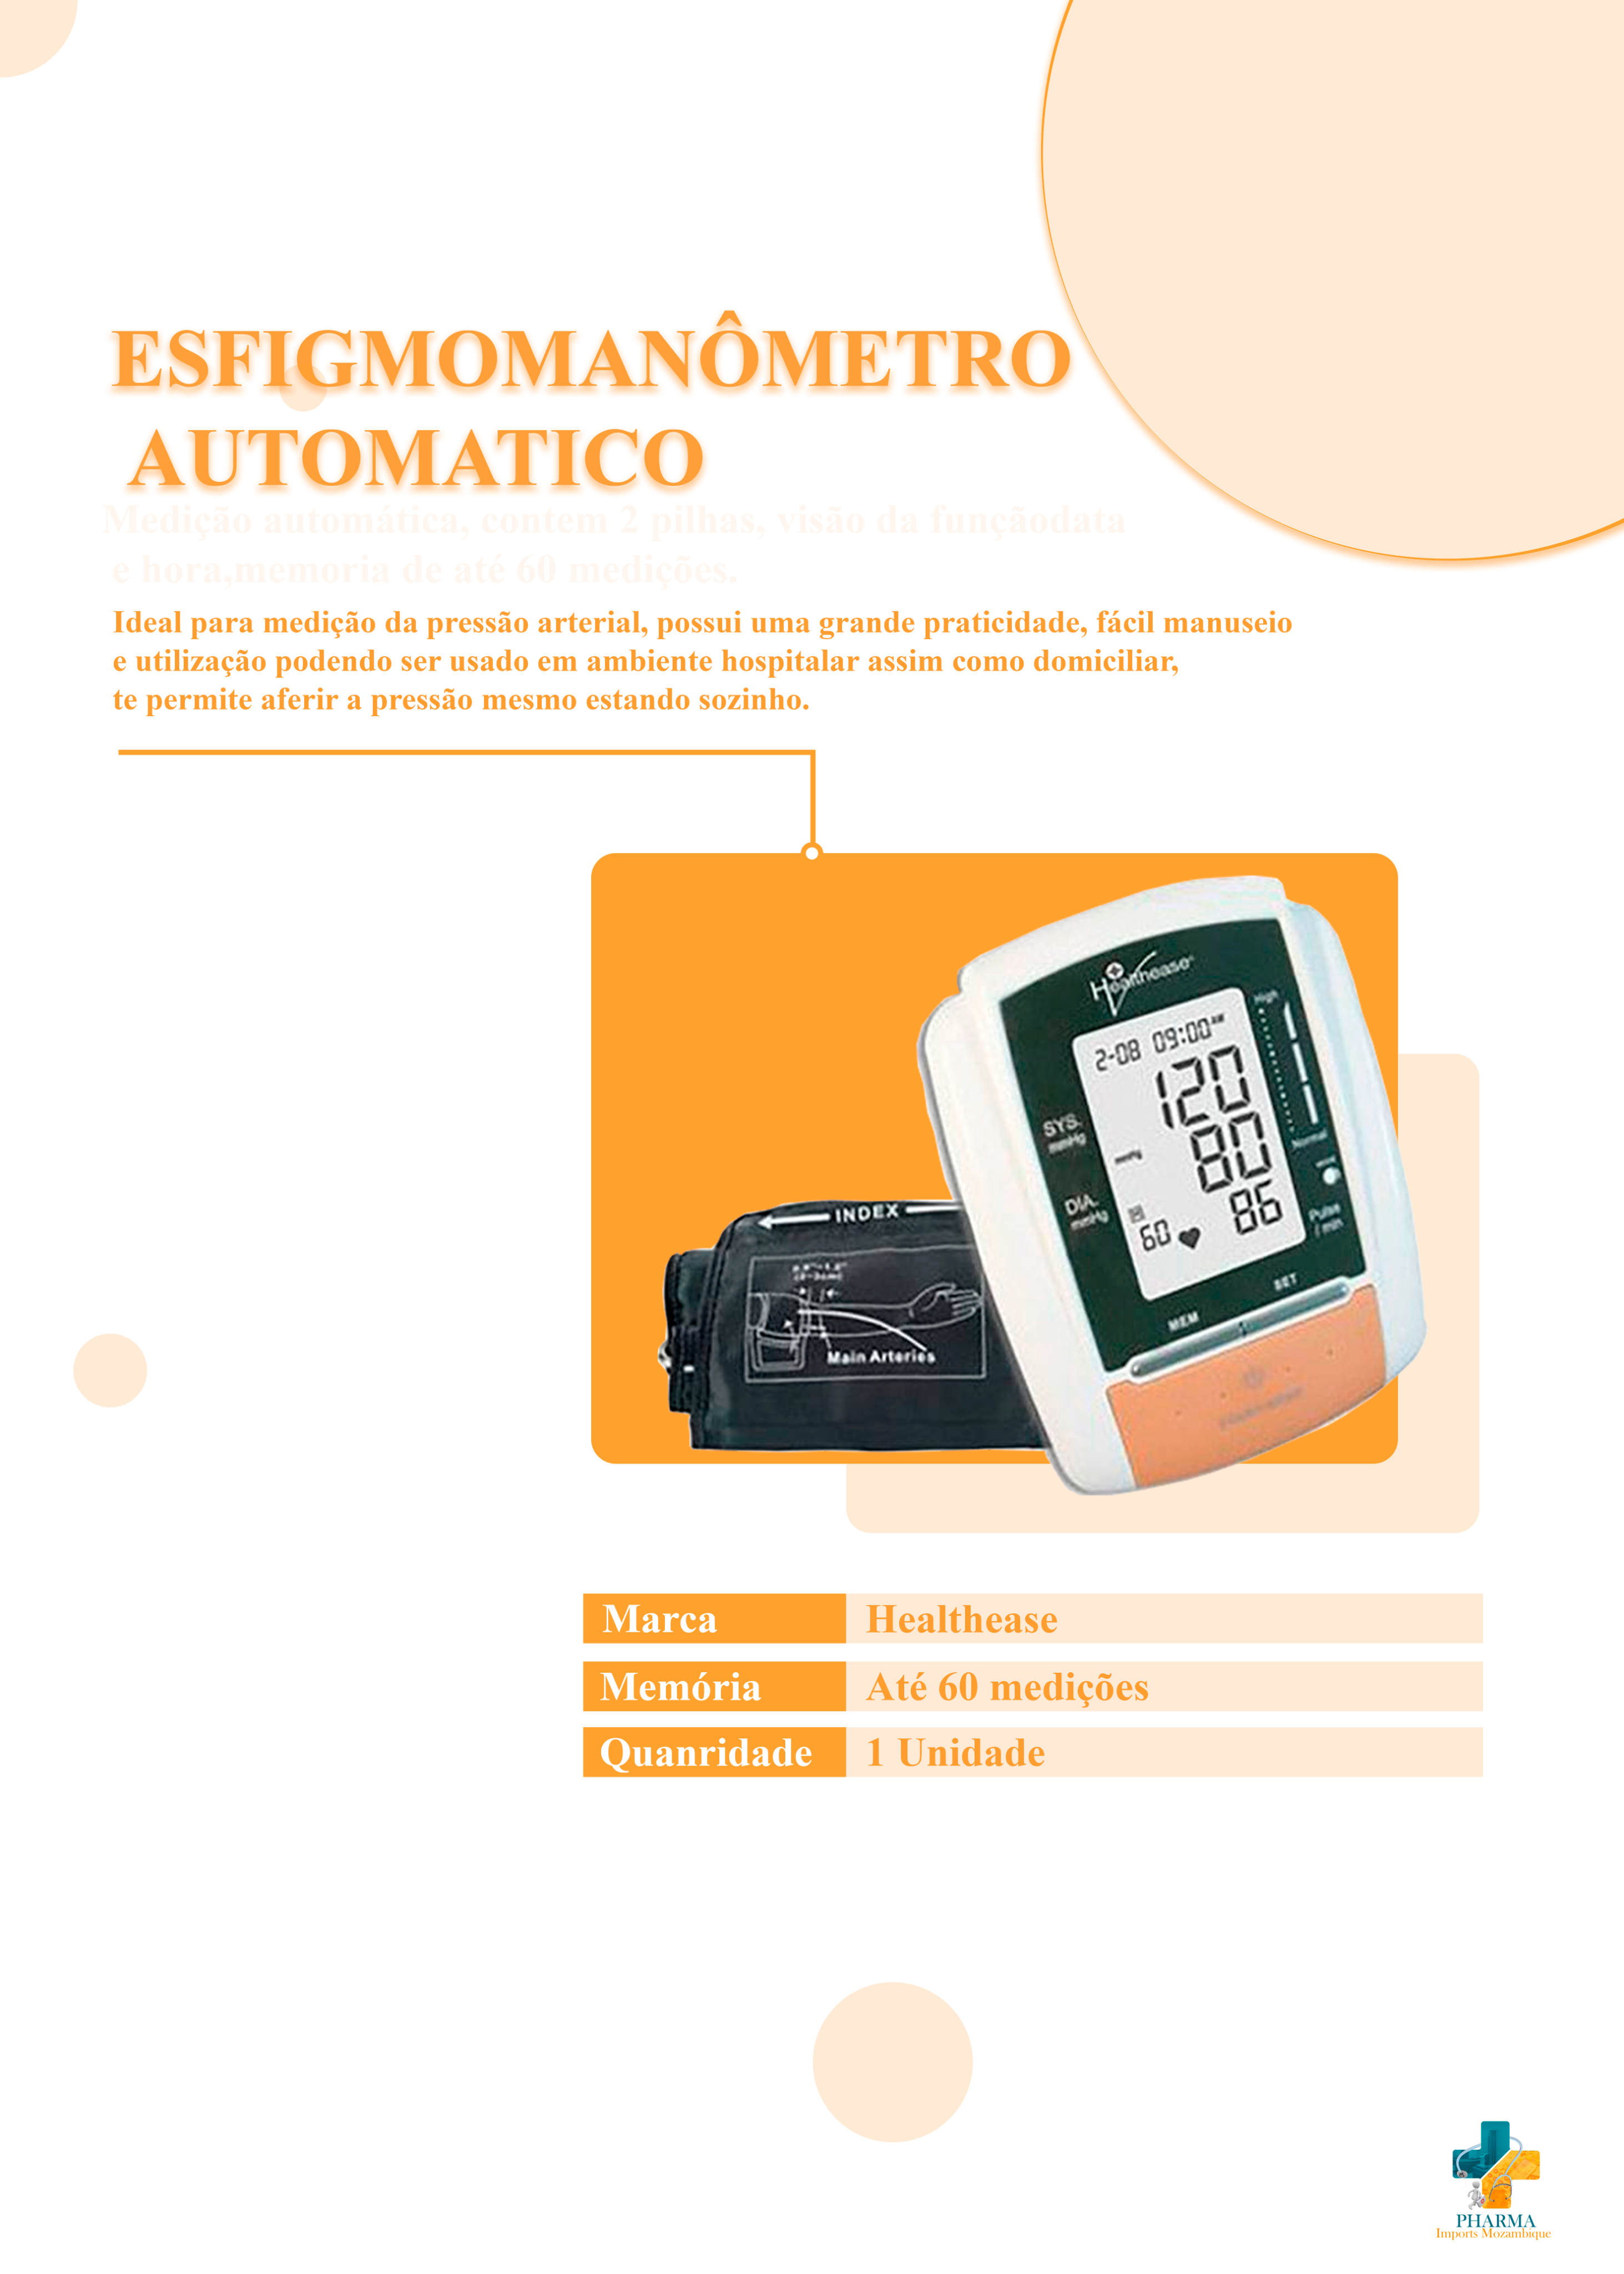 ESFIGMOMANÔMETRO
AUTOMATICO
Medição automática, contem 2 pilhas, visão da funçãodata
e hora,memoria de até 60 medições.
Ideal para medição da pressão arterial, possui uma grande praticidade, fácil manuseio
e utilização podendo ser usado em ambiente hospitalar assim como domiciliar,
te permite aferir a pressão mesmo estando sozinho.
Healthease
High
2-08 09:00 AM
120
SYS.
mmHg
80
Normal
mmHg
DIA.
mmHg
60
86
Pulse
/ min
MEM
SET
INDEX
Main Arteries
Marca
Healthease
Memória
Até 60 medições
Quanridade
1 Unidade
PHARMA
Imports Mozambique